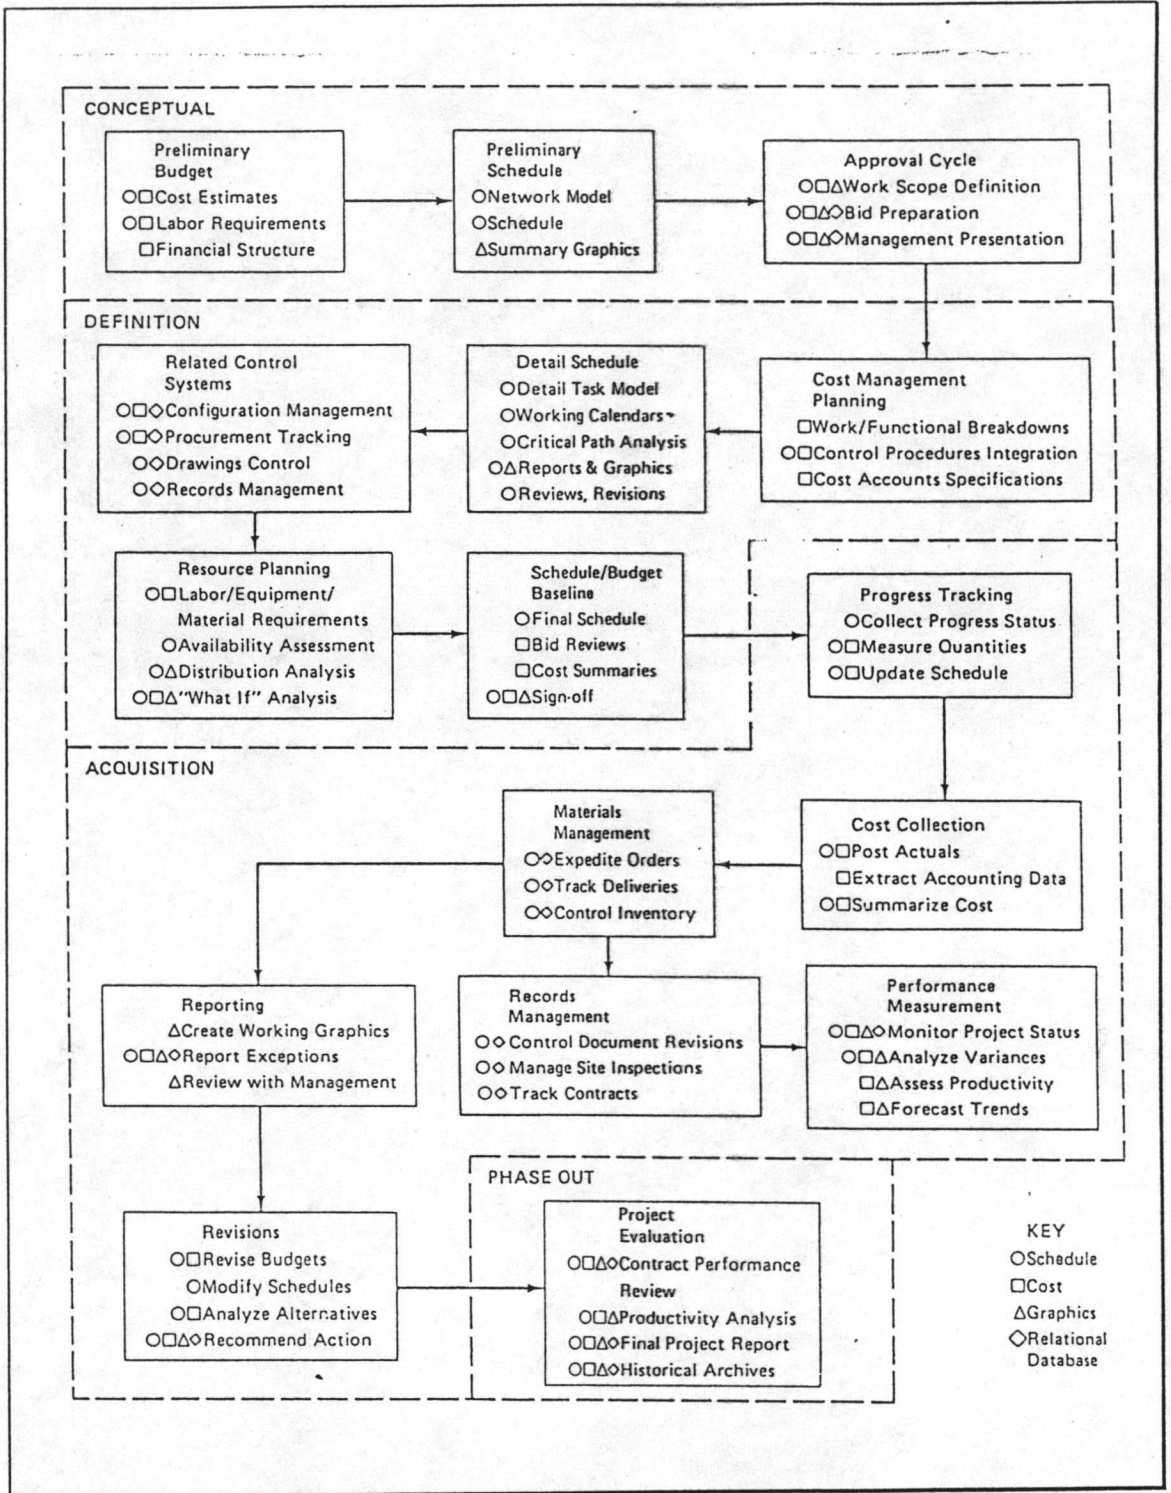 CONCEPTUAL
Preliminary
Budget
○□Cost Estimates
○□Labor Requirements
□Financial Structure
Preliminary
Schedule
○Network Model
○Schedule
△Summary Graphics
Approval Cycle
○□△Work Scope Definition
○□△◇Bid Preparation
○□△◇Management Presentation
DEFINITION
Related Control
Systems
○□◇Configuration Management
○□◇Procurement Tracking
○◇Drawings Control
○◇Records Management
Detail Schedule
○Detail Task Model
○Working Calendars
○Critical Path Analysis
○△Reports & Graphics
○Reviews, Revisions
Cost Management
Planning
□Work/Functional Breakdowns
○□Control Procedures Integration
□Cost Accounts Specifications
Resource Planning
○□Labor/Equipment/
Material Requirements
○Availability Assessment
○△Distribution Analysis
○□△"What If" Analysis
Schedule/Budget
Baseline
○Final Schedule
□Bid Reviews
□Cost Summaries
○□△Sign-off
Progress Tracking
○Collect Progress Status
○□Measure Quantities
○□Update Schedule
ACQUISITION
Materials
Management
○◇Expedite Orders
○◇Track Deliveries
○◇Control Inventory
Cost Collection
○□Post Actuals
□Extract Accounting Data
○□Summarize Cost
Reporting
△Create Working Graphics
○□△◇Report Exceptions
△Review with Management
Records
Management
○◇Control Document Revisions
○◇Manage Site Inspections
○◇Track Contracts
Performance
Measurement
○□△◇Monitor Project Status
○□△Analyze Variances
□△Assess Productivity
□△Forecast Trends
Revisions
○□Revise Budgets
○Modify Schedules
○□Analyze Alternatives
○□△◇Recommend Action
PHASE OUT
Project
Evaluation
○□△◇Contract Performance
Review
○□△Productivity Analysis
○□△◇Final Project Report
○□△◇Historical Archives
KEY
○Schedule
□Cost
△Graphics
◇Relational
Database